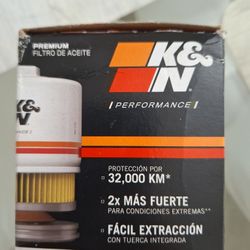 PREMIUM
FILTRO DE ACEITE
K&N
PERFORMANCE
K&N
PROTECCIÓN POR
32,000 KM*
2x MÁS FUERTE
PARA CONDICIONES EXTREMAS**
FÁCIL EXTRACCIÓN
CON TUERCA INTEGRADA